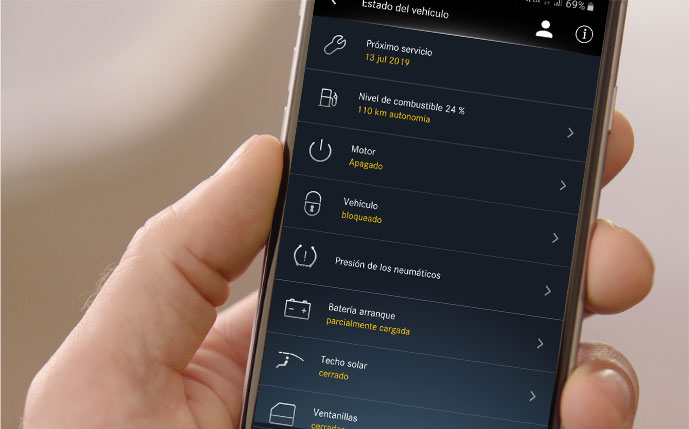 69%
Estado del vehículo
Próximo servicio
13 jul 2019
Nivel de combustible 24 %
110 km autonomía
Motor
Apagado
Vehículo
bloqueado
Presión de los neumáticos
Batería arranque
parcialmente cargada
Techo solar
cerrado
Ventanillas
cerradas